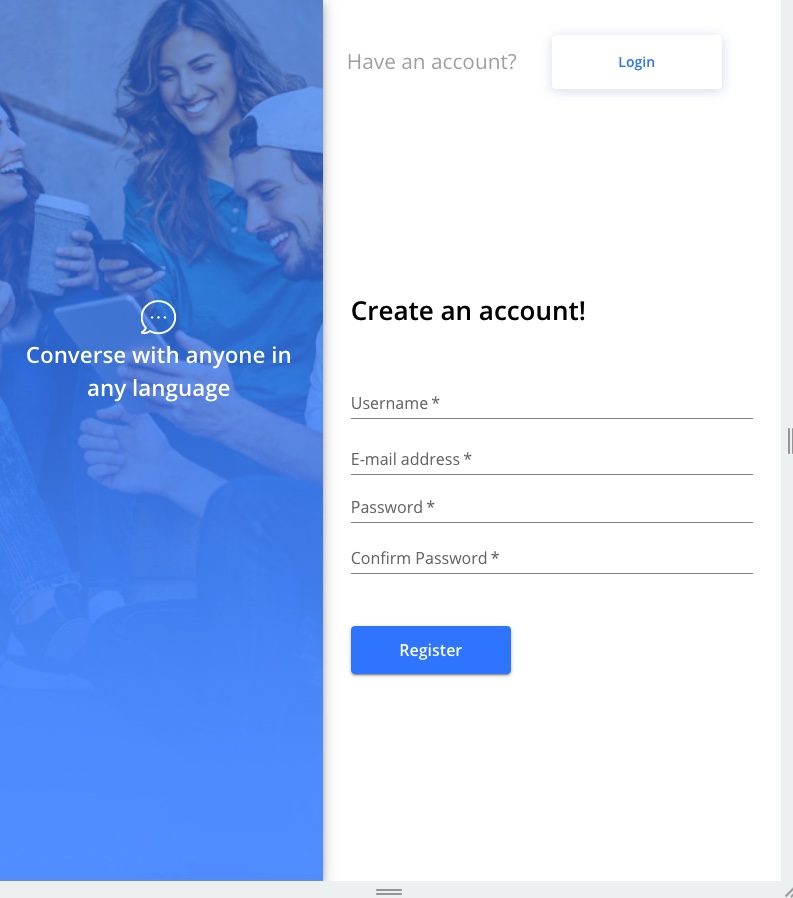 Have an account?
Login
Converse with anyone in
any language
Create an account!
Username *
E-mail address *
Password *
Confirm Password *
Register